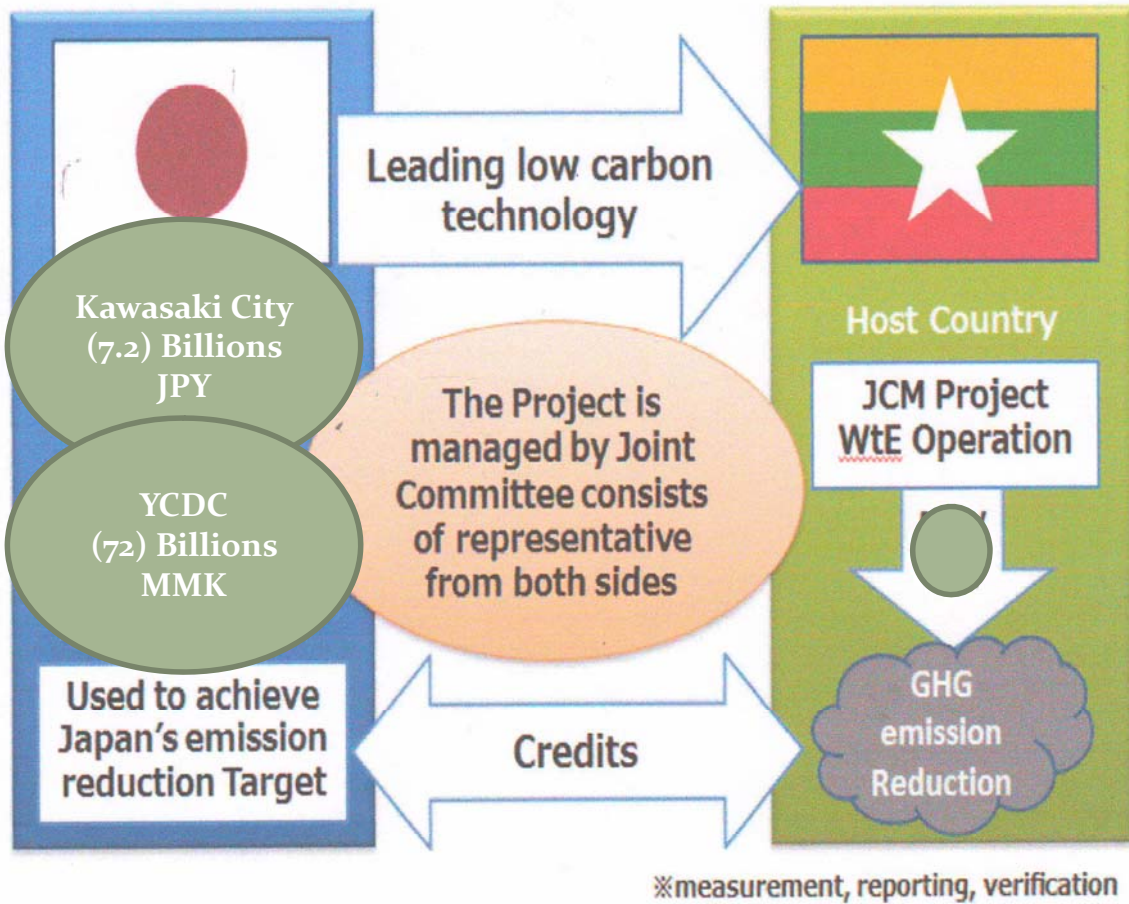 Leading low carbon
technology
Kawasaki City
(7.2) Billions
JPY
YCDC
(72) Billions
MMK
The Project is
managed by Joint
Committee consists
of representative
from both sides
Host Country
JCM Project
WtE Operation
Used to achieve
Japan's emission
reduction Target
Credits
GHG
emission
Reduction
※measurement, reporting, verification